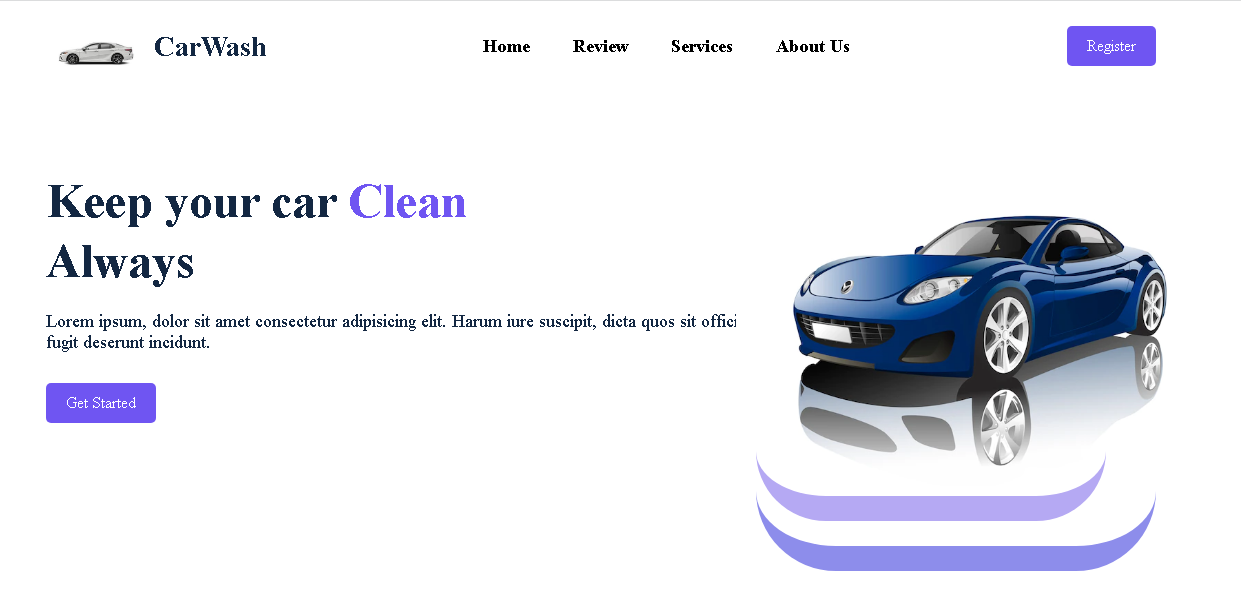 CarWash
Home Review Services About Us
Register
Keep your car Clean
Always
Lorem ipsum, dolor sit amet consectetur adipisicing elit. Harum iure suscipit, dicta quos sit offici
fugit deserunt incidunt.
Get Started